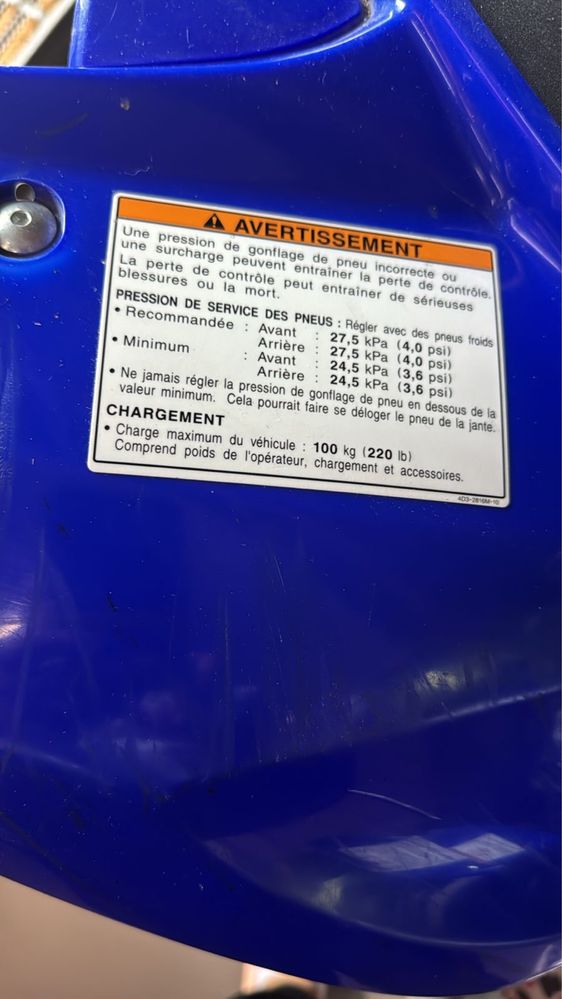 AVERTISSEMENT
Une pression de gonflage de pneu incorrecte ou
une surcharge peuvent entraîner la perte de contrôle.
La perte de contrôle peut entraîner de sérieuses
blessures ou la mort.
PRESSION DE SERVICE DES PNEUS : Régler avec des pneus froids
• Recommandée : Avant : 27,5 kPa (4,0 psi)
Arrière : 27,5 kPa (4,0 psi)
• Minimum : Avant : 24,5 kPa (3,6 psi)
Arrière : 24,5 kPa (3,6 psi)
• Ne jamais régler la pression de gonflage de pneu en dessous de la
valeur minimum. Cela pourrait faire se déloger le pneu de la jante.
CHARGEMENT
• Charge maximum du véhicule : 100 kg (220 lb)
Comprend poids de l'opérateur, chargement et accessoires.
4D3-2816M-10